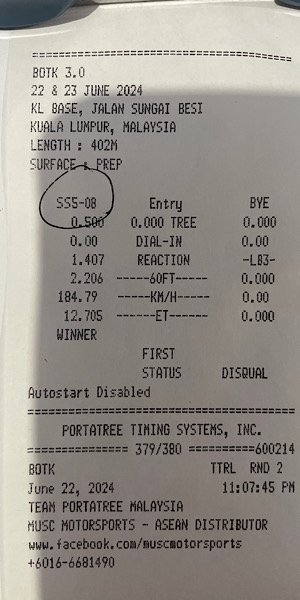 ================================
BOTK 3.0
22 & 23 JUNE 2024
KL BASE, JALAN SUNGAI BESI
KUALA LUMPUR, MALAYSIA
LENGTH : 402M
SURFACE : PREP
SS5-08 Entry BYE
0.500 0.000 TREE 0.000
0.00 DIAL-IN 0.00
1.407 REACTION -L83-
2.206 -----60FT----- 0.000
184.79 -----KM/H----- 0.00
12.705 ------ET------ 0.000
WINNER
FIRST
STATUS DISQUAL
Autostart Disabled
================================
PORTATREE TIMING SYSTEMS, INC.
============== 379/380 ==========600214
BOTK TTRL RND 2
June 22, 2024 11:07:45 PM
TEAM PORTATREE MALAYSIA
MUSC MOTORSPORTS - ASEAN DISTRIBUTOR
www.facebook.com/muscmotorsports
+6016-6681490